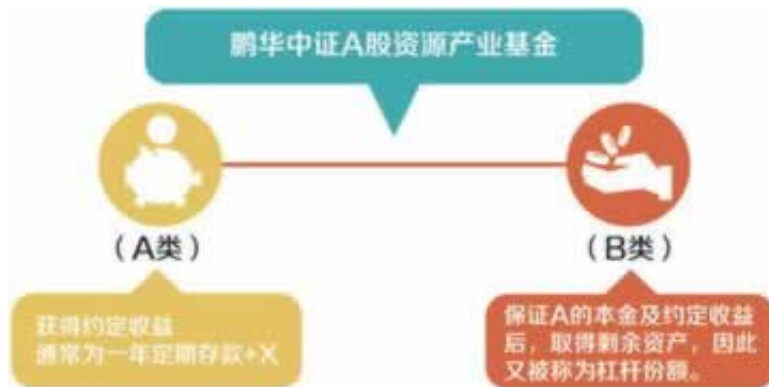 鹏华中证A股资源产业基金
（A类）
（B类）
获得约定收益
通常为一年定期存款+X
保证A的本金及约定收益
后，取得剩余资产，因此
又被称为杠杆份额。